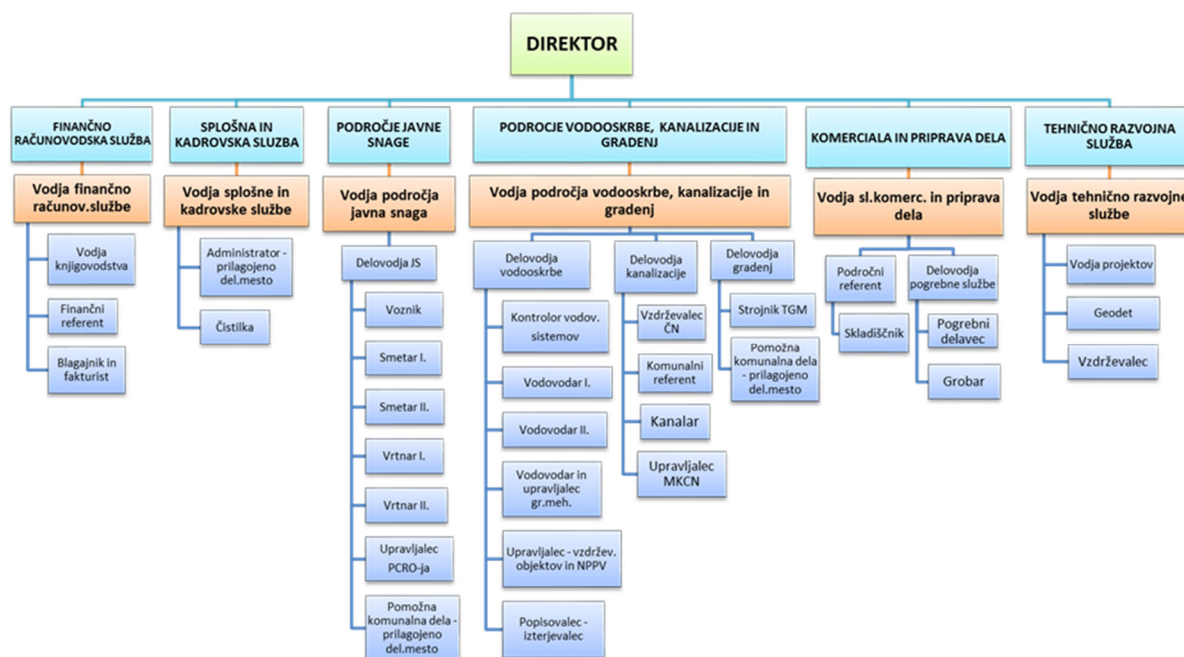 DIREKTOR
FINANČNO
RAČUNOVODSKA SLUŽBA
Vodja finančno
računov.službe
Vodja
knjigovodstva
Finančni
referent
Blagajnik in
fakturist
SPLOŠNA IN
KADROVSKA SLUZBA
Vodja splošne in
kadrovske službe
Administrator -
prilagojeno
del.mesto
Čistilka
PODROČJE JAVNE
SNAGE
Vodja področja
javna snaga
Delovodja JS
Voznik
Smetar I.
Smetar II.
Vrtnar I.
Vrtnar II.
Upravljalec
PCRO-ja
Pomožna
komunalna dela -
prilagojeno
del.mesto
PODROCJE VODOOSKRBE, KANALIZACIJE IN
GRADENJ
Vodja področja vodooskrbe, kanalizacije in
gradenj
Delovodja
vodooskrbe
Kontrolor vodov.
sistemov
Vodovodar I.
Vodovodar II.
Vodovodar in
upravljalec
gr.meh.
Upravljalec - vzdržev.
objektov in NPPV
Popisovalec -
izterjevalec
Delovodja
kanalizacije
Vzdrževalec
ČN
Komunalni
referent
Kanalar
Upravljalec
MKCN
Delovodja
gradenj
Strojnik TGM
Pomožna
komunalna dela
- prilagojeno
del.mesto
KOMERCIALA IN PRIPRAVA DELA
Vodja sl.komerc. in priprava
dela
Področni
referent
Skladiščnik
Delovodja
pogrebne službe
Pogrebni
delavec
Grobar
TEHNIČNO RAZVOJNA
SLUŽBA
Vodja tehnično razvojne
službe
Vodja projektov
Geodet
Vzdrževalec